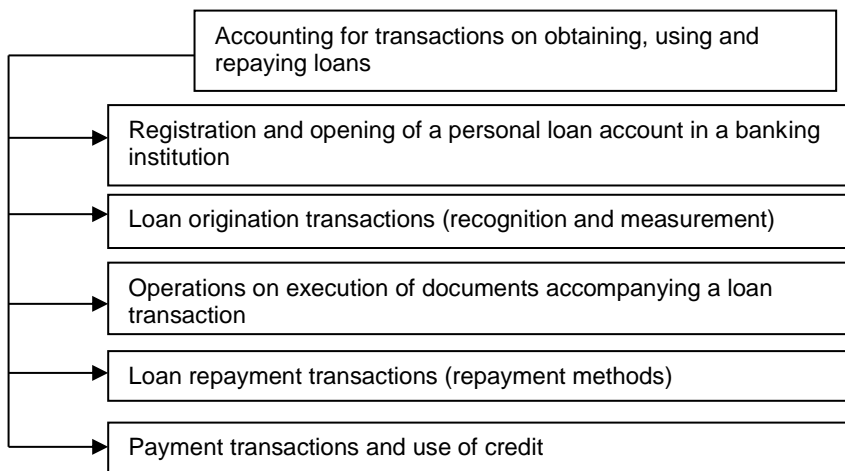 Accounting for transactions on obtaining, using and
repaying loans
Registration and opening of a personal loan account in a banking
institution
Loan origination transactions (recognition and measurement)
Operations on execution of documents accompanying a loan
transaction
Loan repayment transactions (repayment methods)
Payment transactions and use of credit